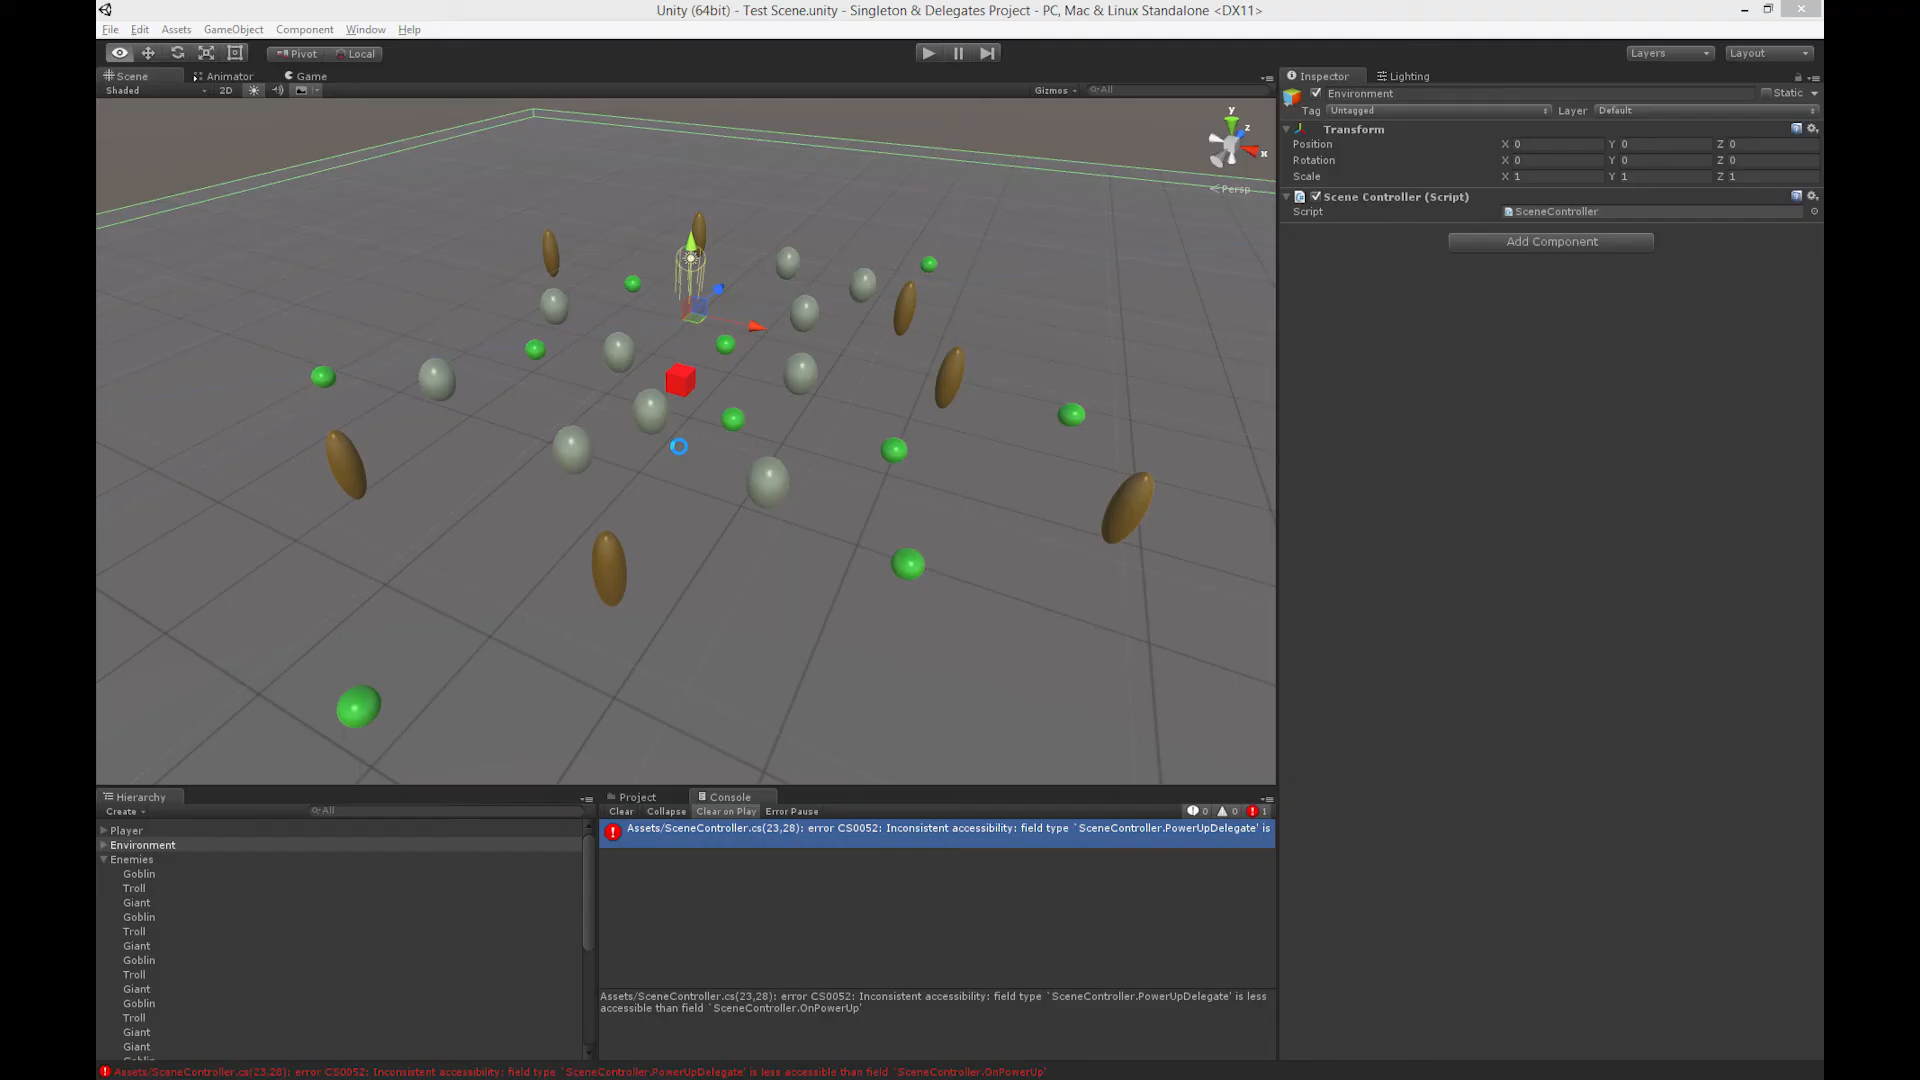 Unity (64bit) - Test Scene.unity - Singleton & Delegates Project - PC, Mac & Linux Standalone <DX11>
File Edit Assets GameObject Component Window Help
Pivot Local
Layers Layout
Scene Animator Game
Shaded 2D Gizmos All
y
z
x
Persp
Inspector Lighting
Environment Static
Tag Untagged Layer Default
Transform
Position X 0 Y 0 Z 0
Rotation X 0 Y 0 Z 0
Scale X 1 Y 1 Z 1
Scene Controller (Script)
Script SceneController
Add Component
Hierarchy
Create All
Player
Environment
Enemies
Goblin
Troll
Giant
Goblin
Troll
Giant
Goblin
Troll
Giant
Goblin
Troll
Giant
Giant
Project Console
Clear Collapse Clear on Play Error Pause 0 0 1
Assets/SceneController.cs(23,28): error CS0052: Inconsistent accessibility: field type `SceneController.PowerUpDelegate' is
Assets/SceneController.cs(23,28): error CS0052: Inconsistent accessibility: field type `SceneController.PowerUpDelegate' is less
accessible than field `SceneController.OnPowerUp'
Assets/SceneController.cs(23,28): error CS0052: Inconsistent accessibility: field type `SceneController.PowerUpDelegate' is less accessible than field `SceneController.OnPowerUp'